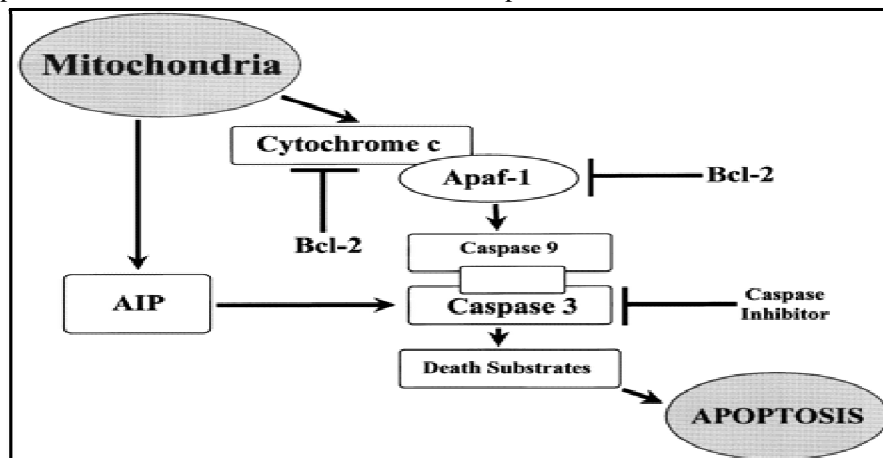 Mitochondria
Cytochrome c
Apaf-1
Bcl-2
Bcl-2
Caspase 9
AIP
Caspase 3
Caspase
Inhibitor
Death Substrates
APOPTOSIS